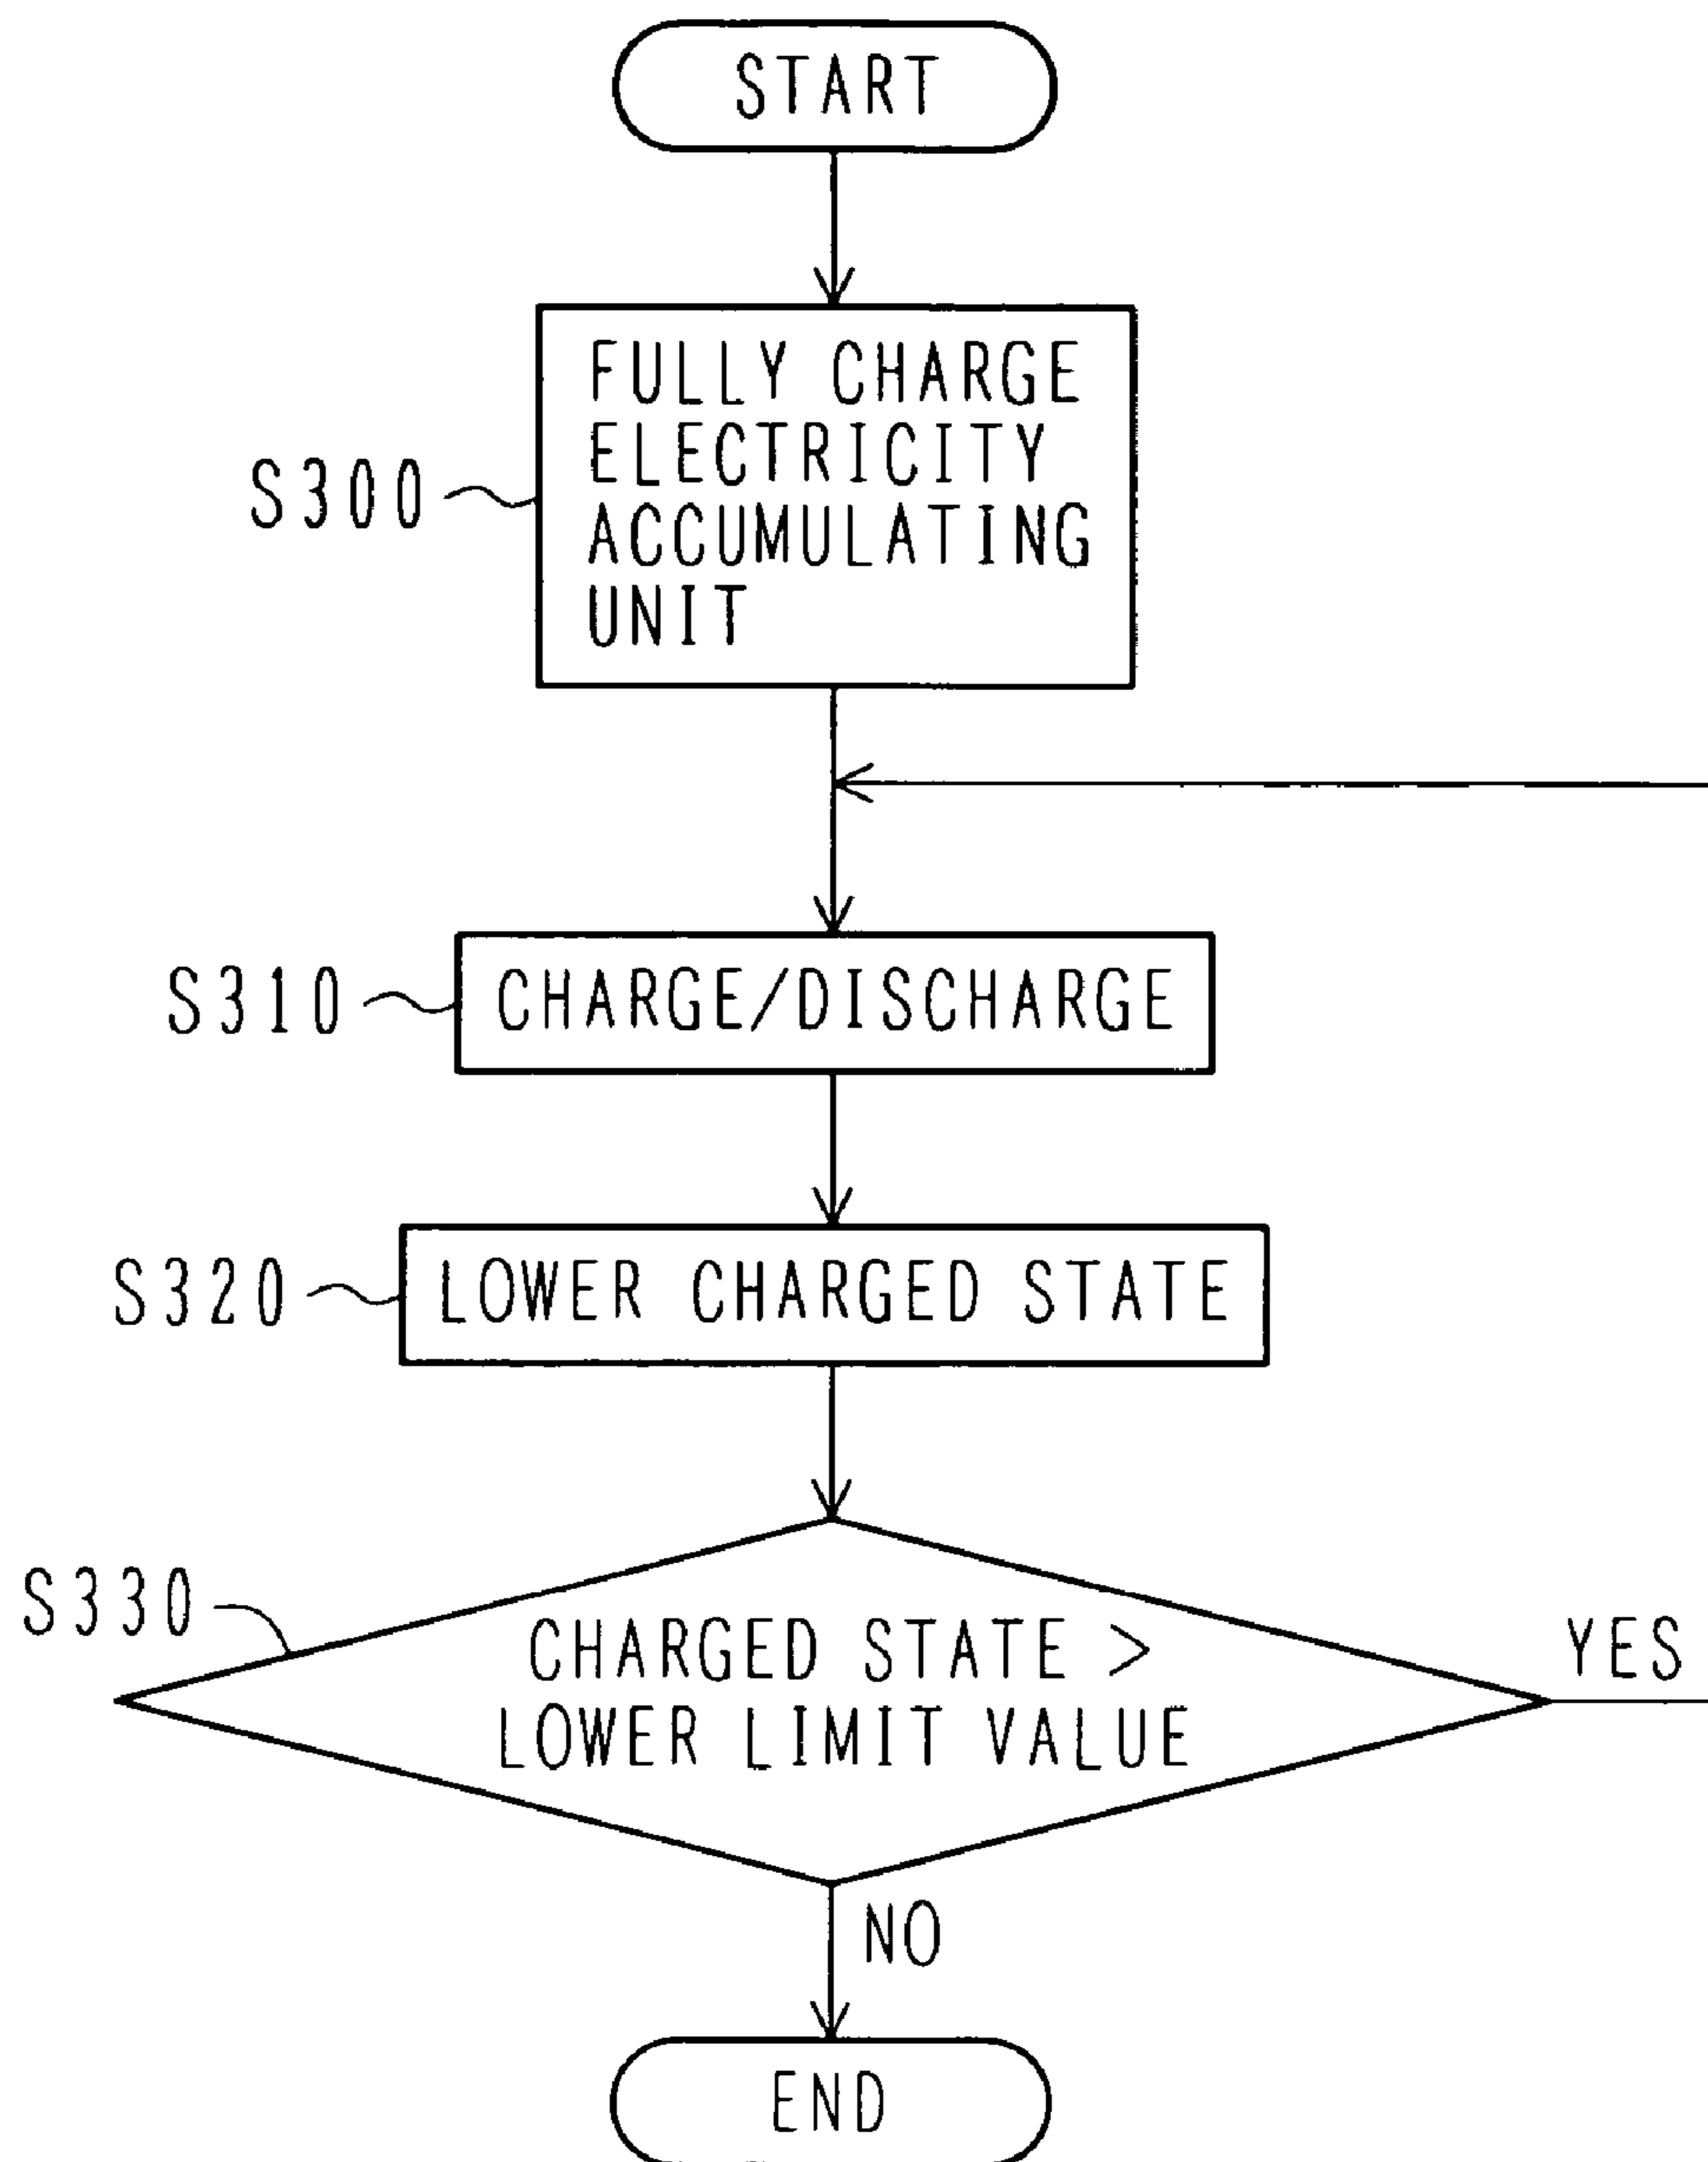 START
FULLY CHARGE
ELECTRICITY
ACCUMULATING
UNIT
S300
S310
CHARGE/DISCHARGE
S320
LOWER CHARGED STATE
S330
CHARGED STATE >
LOWER LIMIT VALUE
YES
NO
END